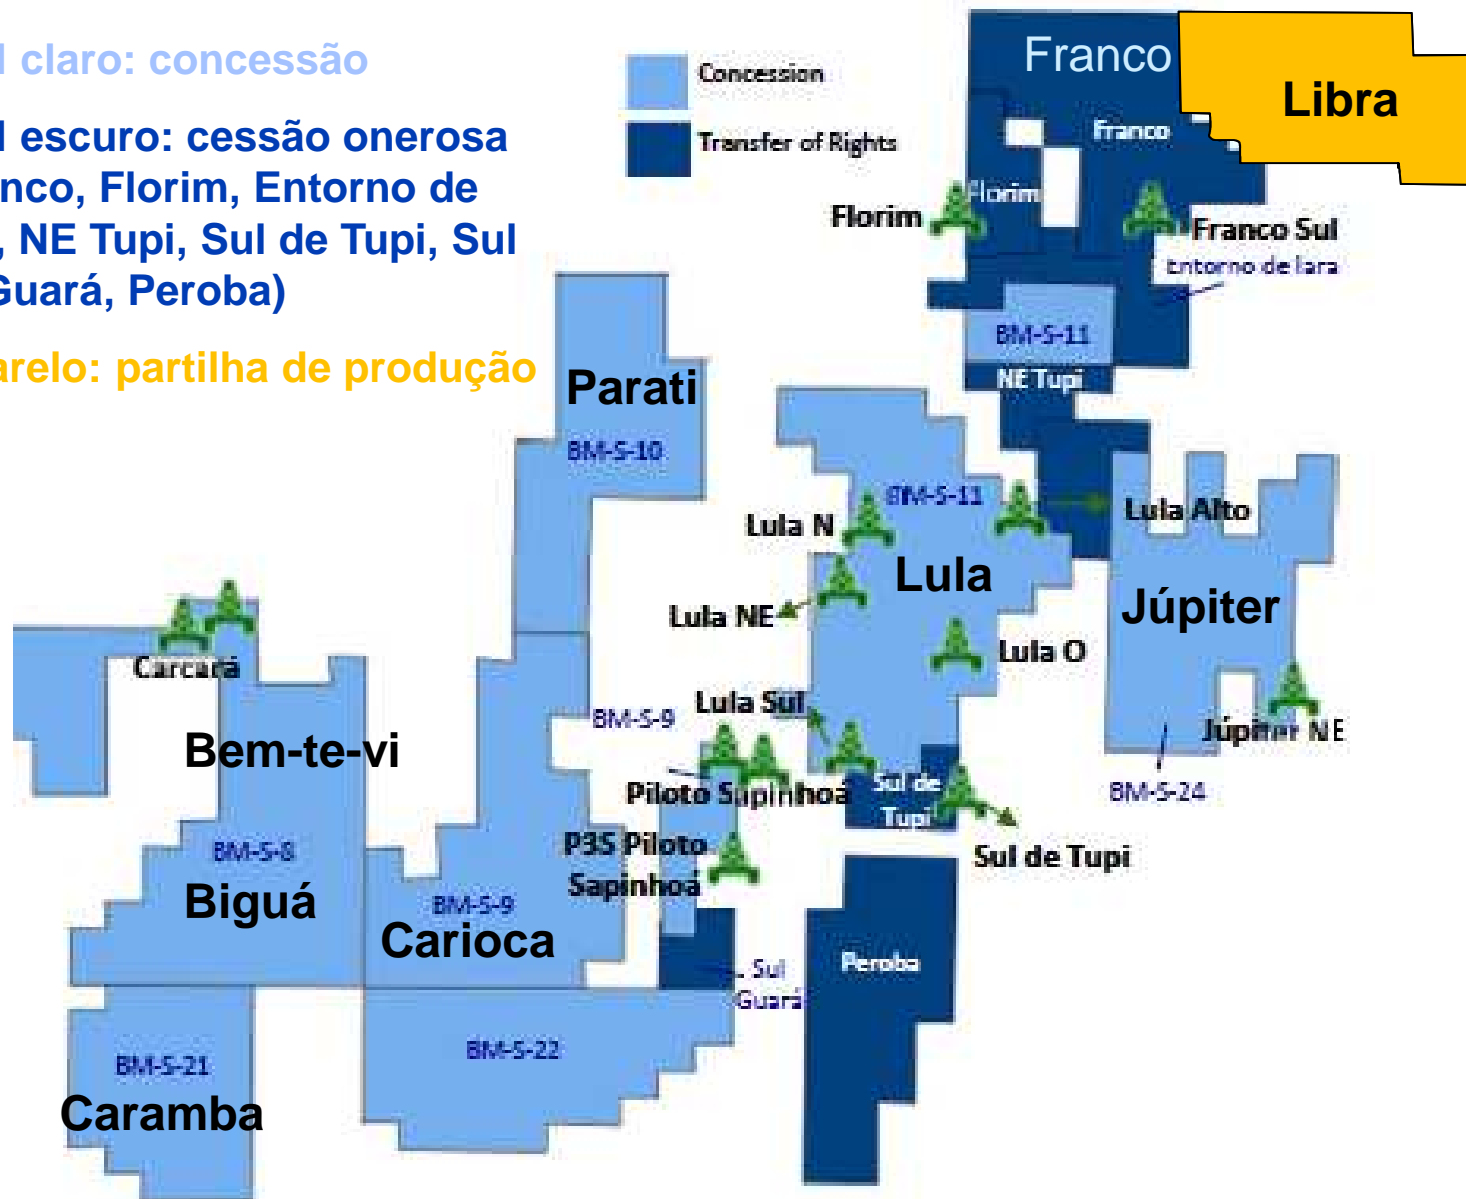 l claro: concessão
l escuro: cessão onerosa
nco, Florim, Entorno de
, NE Tupi, Sul de Tupi, Sul
Guará, Peroba)
arelo: partilha de produção
Concession
Transfer of Rights
Franco
Libra
Franco
Florim
Florim
Franco Sul
Entorno de Iara
BM-S-11
NE Tupi
Parati
BM-S-10
BM-S-11
Lula N
Lula Alto
Lula
Lula NE
Júpiter
Lula O
Carcará
Lula Sul
BM-S-9
Júpiter NE
Bem-te-vi
Piloto Sapinhoá
Sul de
Tupi
BM-S-24
Sul de Tupi
BM-S-8
P3S Piloto
Sapinhoá
Biguá
BM-S-9
Carioca
Peroba
Sul
Guará
BM-S-22
BM-S-21
Caramba